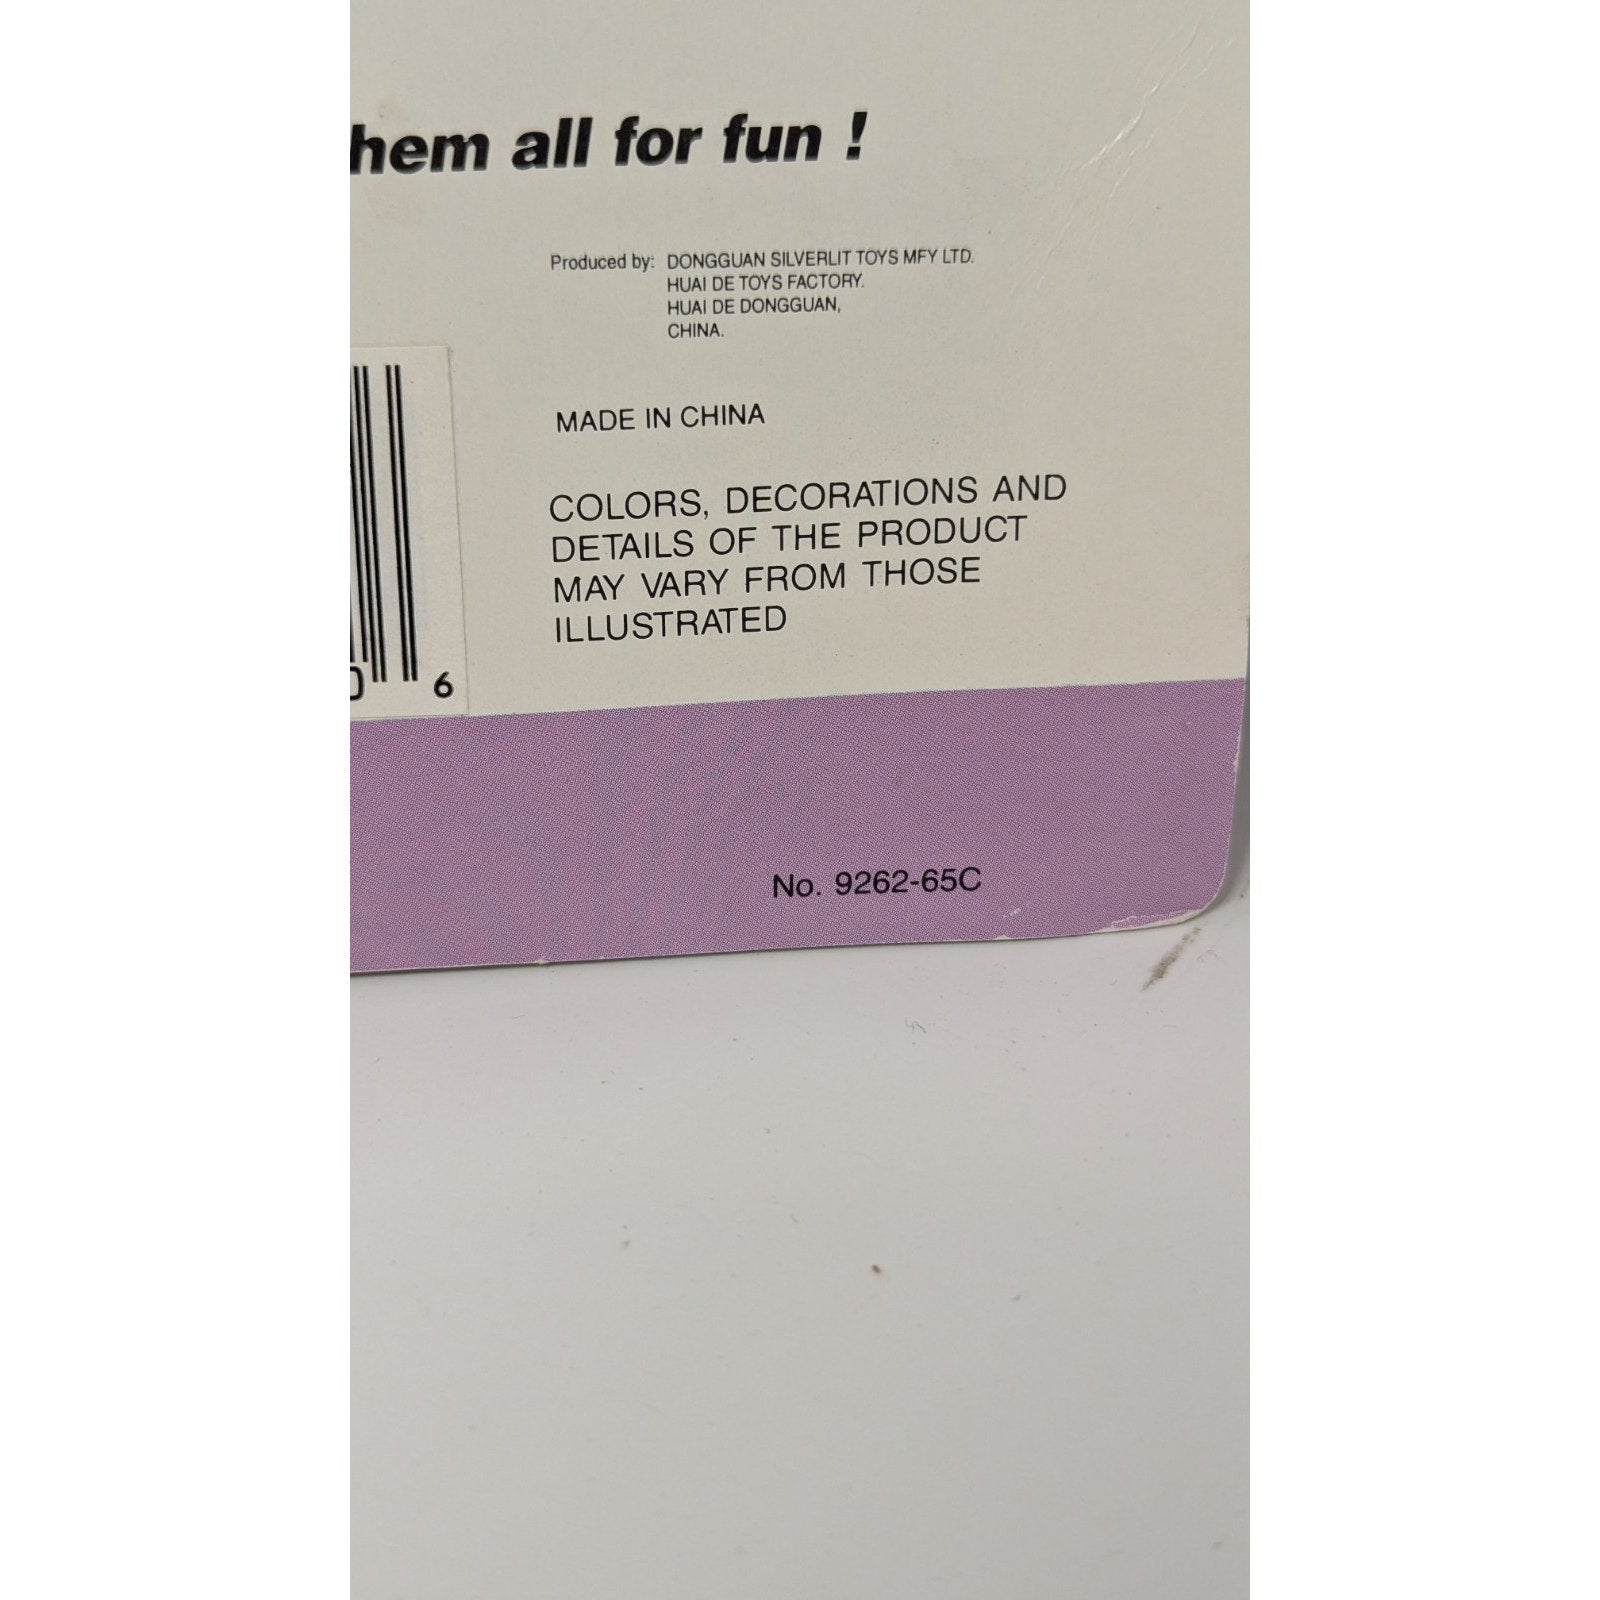 hem all for fun !
Produced by: DONGGUAN SILVERLIT TOYS MFY LTD.
HUAI DE TOYS FACTORY.
HUAI DE DONGGUAN,
CHINA.
MADE IN CHINA
COLORS, DECORATIONS AND
DETAILS OF THE PRODUCT
MAY VARY FROM THOSE
ILLUSTRATED
0 6
No. 9262-65C